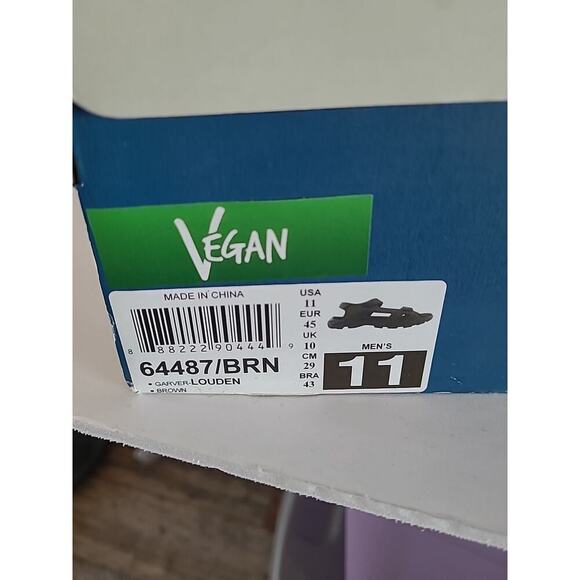 VEGAN
MADE IN CHINA
8 88222 90444 9
64487/BRN
• GARVER-LOUDEN
• BROWN
USA
11
EUR
45
UK
10
CM
29
BRA
43
MEN'S
11